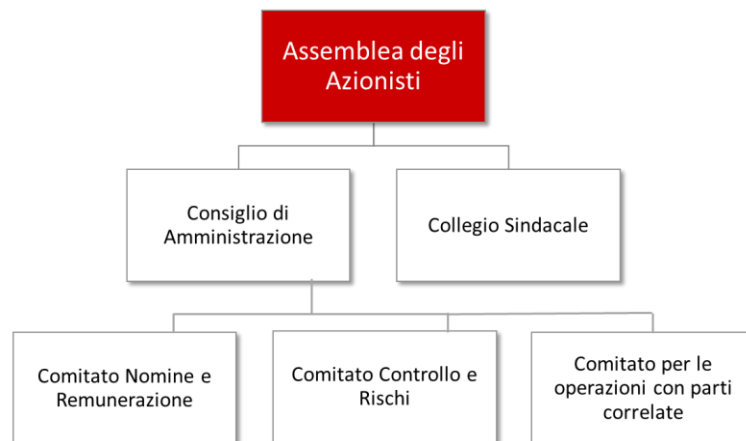 Assemblea degli
Azionisti
Consiglio di
Amministrazione
Collegio Sindacale
Comitato Nomine e
Remunerazione
Comitato Controllo e
Rischi
Comitato per le
operazioni con parti
correlate